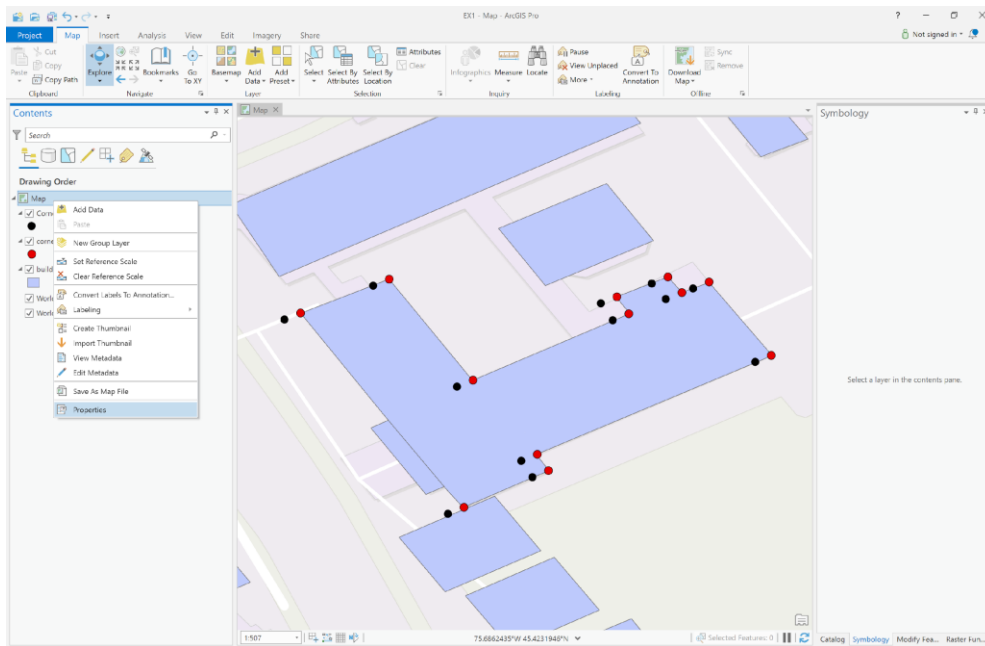 EX1 - Map - ArcGIS Pro
?
Project Map Insert Analysis View Edit Imagery Share
Not signed in
Paste
Cut
Copy
Copy Path
Clipboard
Explore
Bookmarks
Go To XY
Navigate
Basemap
Add Data
Add Preset
Layer
Select
Select By Attributes
Select By Location
Attributes
Clear
Selection
Infographics
Measure
Locate
Inquiry
Pause
View Unplaced
More
Convert To Annotation
Labeling
Download Map
Sync
Remove
Offline
Contents
Search
Drawing Order
Map
Corne
corne
build
World
World
Add Data
Paste
New Group Layer
Set Reference Scale
Clear Reference Scale
Convert Labels To Annotation...
Labeling
Create Thumbnail
Import Thumbnail
View Metadata
Edit Metadata
Save As Map File
Properties
Map
1:507
75.6862435°W 45.4231946°N
Selected Features: 0
Symbology
Select a layer in the contents pane.
Catalog Symbology Modify Fea... Raster Fun...